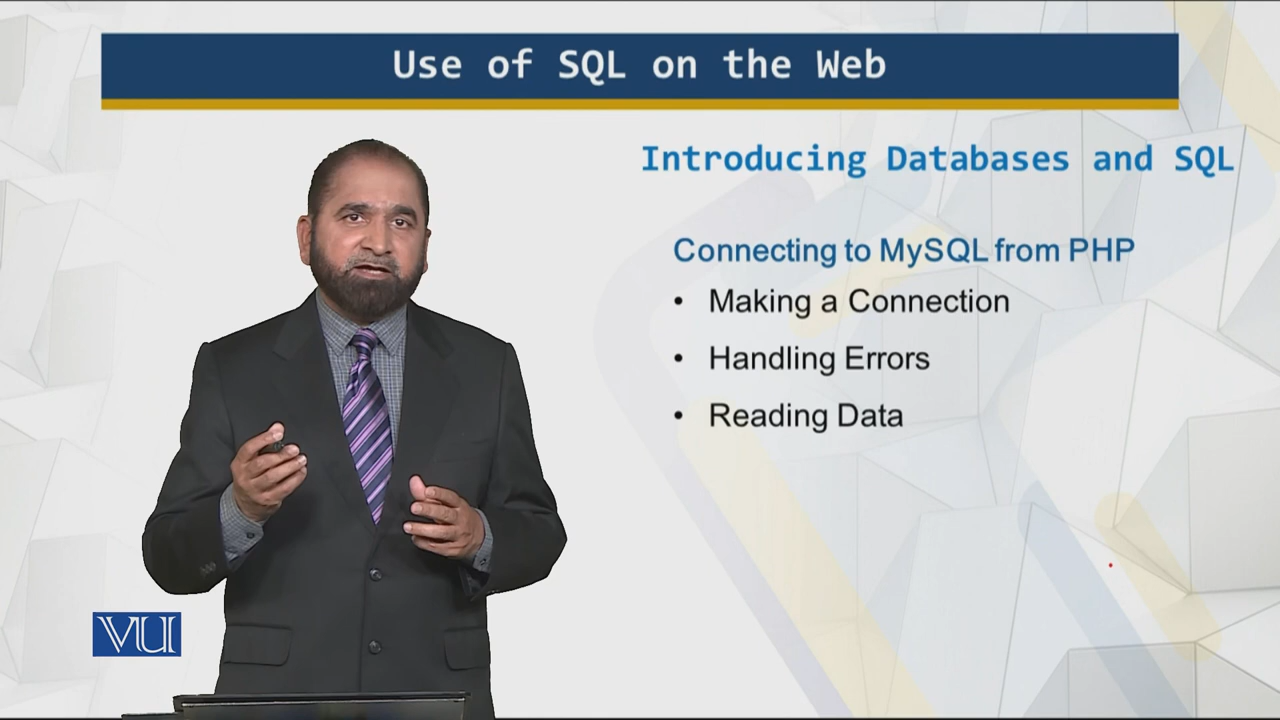 Use of SQL on the Web
Introducing Databases and SQL
Connecting to MySQL from PHP
• Making a Connection
• Handling Errors
• Reading Data
VU